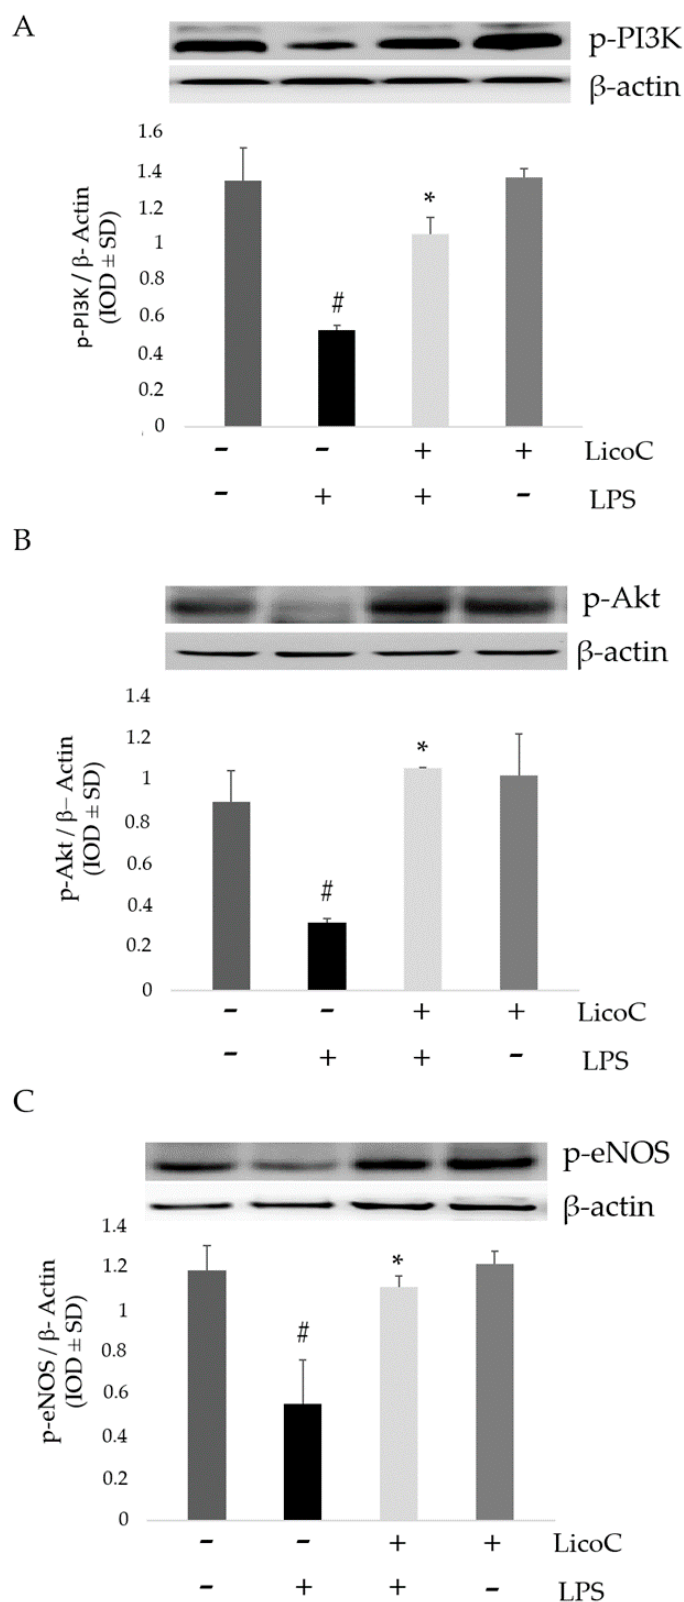 A
p-PI3K
β-actin
1.6
1.4
1.2
1
0.8
0.6
0.4
0.2
0
p-PI3K / β- Actin
(IOD ± SD)
#
*
- - + + LicoC
- + + - LPS
B
p-Akt
β-actin
1.4
1.2
1
0.8
0.6
0.4
0.2
0
p-Akt / β– Actin
(IOD ± SD)
#
*
- - + + LicoC
- + + - LPS
C
p-eNOS
β-actin
1.4
1.2
1
0.8
0.6
0.4
0.2
0
p-eNOS / β- Actin
(IOD ± SD)
#
*
- - + + LicoC
- + + - LPS